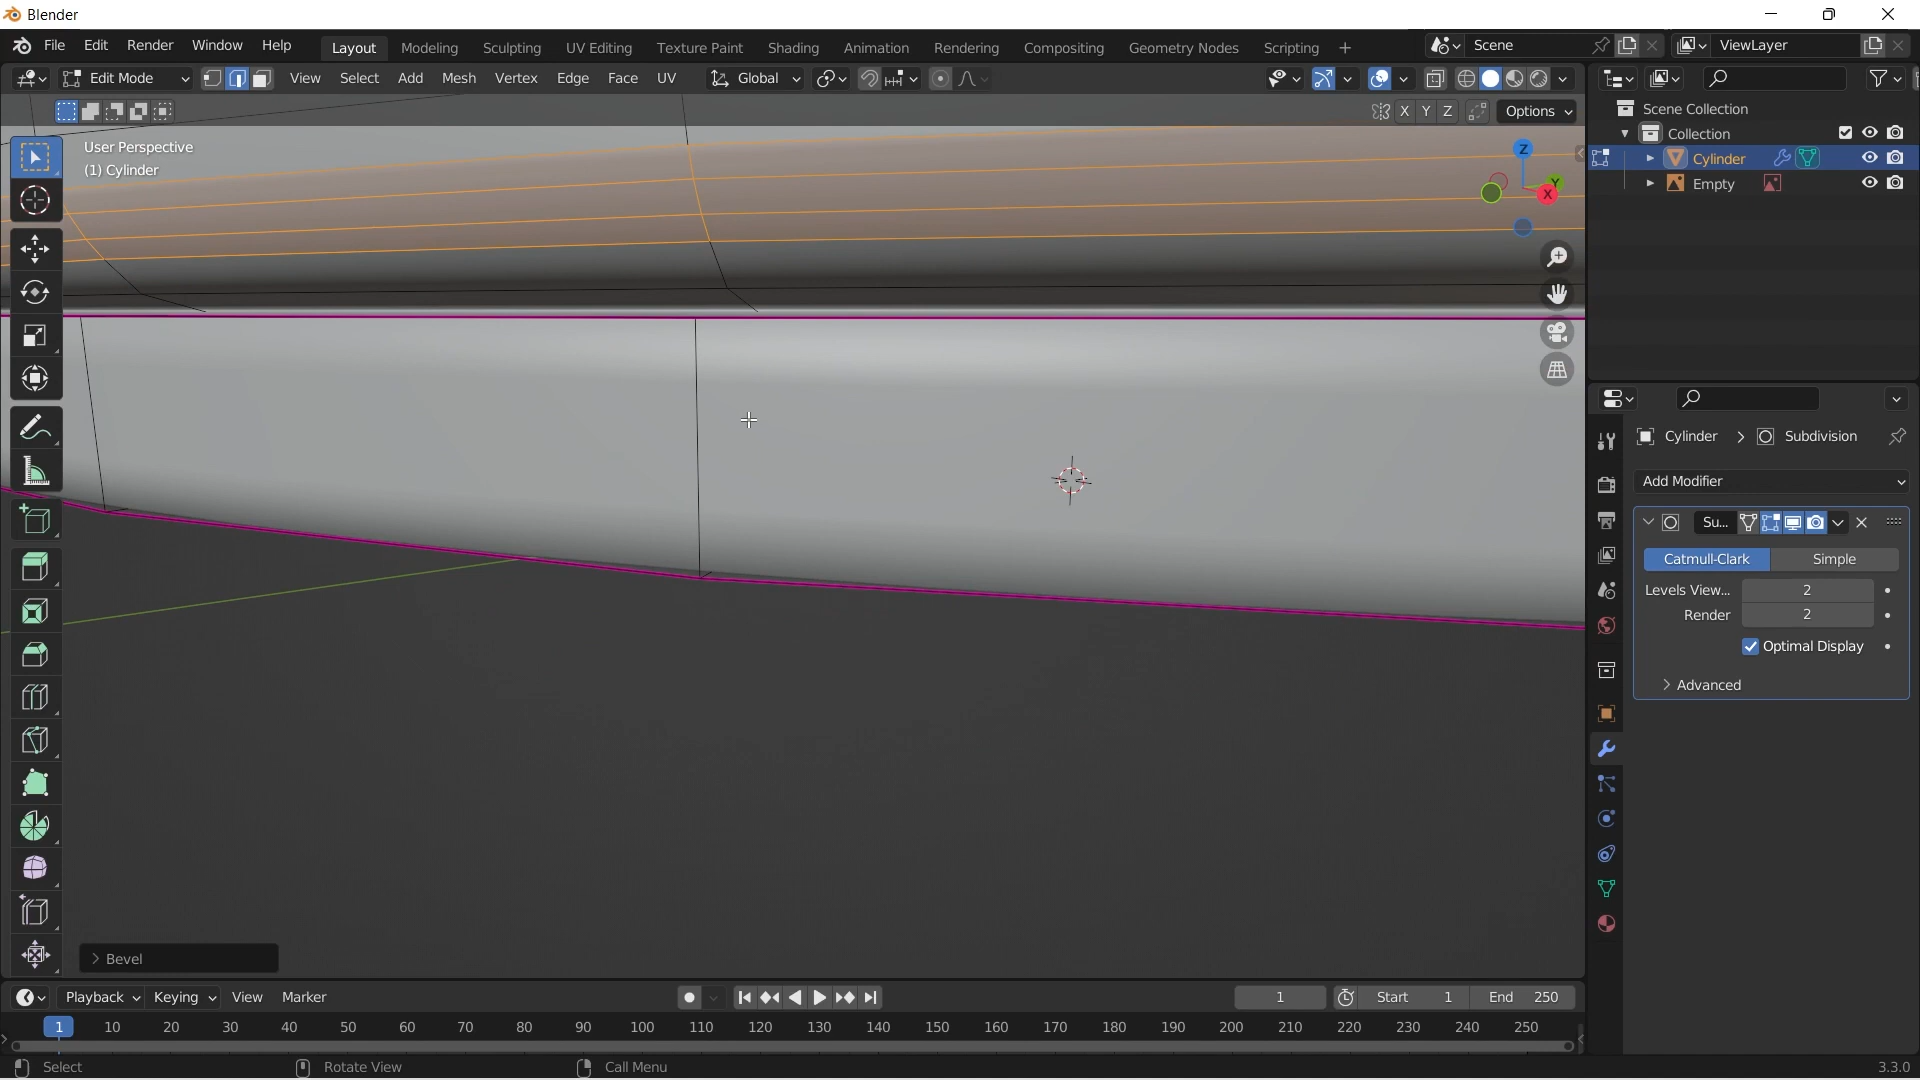 Blender
File Edit Render Window Help Layout Modeling Sculpting UV Editing Texture Paint Shading Animation Rendering Compositing Geometry Nodes Scripting + Scene ViewLayer
Edit Mode View Select Add Mesh Vertex Edge Face UV Global
X Y Z Options
User Perspective
(1) Cylinder
Z
Y
X
Scene Collection
Collection
Cylinder
Empty
Cylinder > Subdivision
Add Modifier
Su...
Catmull-Clark Simple
Levels View... 2
Render 2
Optimal Display
> Advanced
> Bevel
Playback Keying View Marker 1 Start 1 End 250
1 10 20 30 40 50 60 70 80 90 100 110 120 130 140 150 160 170 180 190 200 210 220 230 240 250
Select Rotate View Call Menu 3.3.0